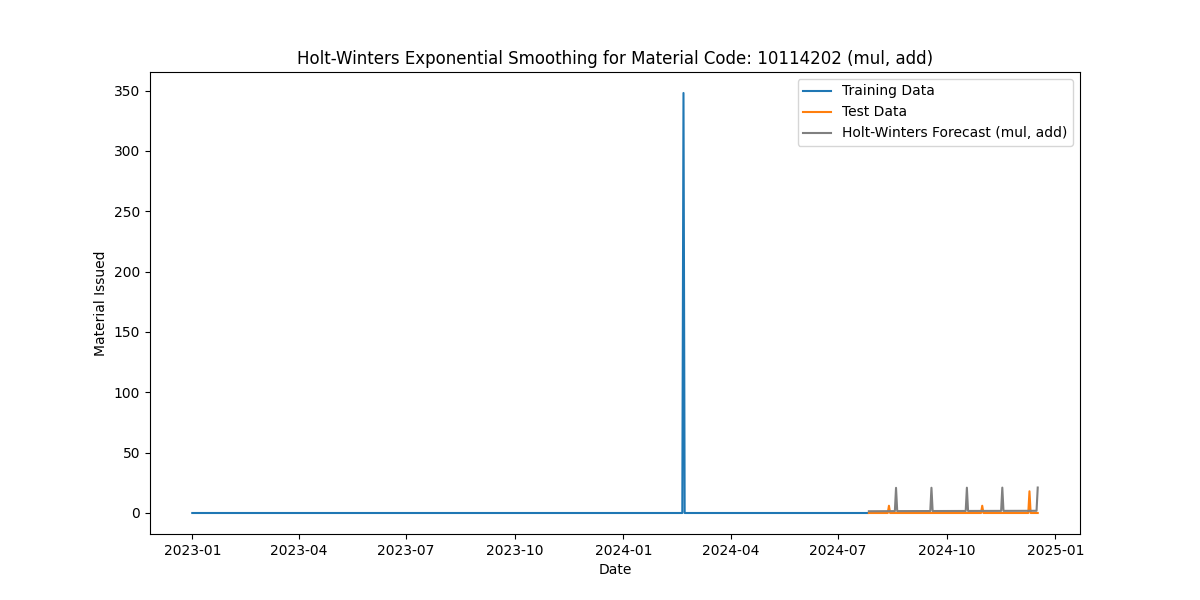 Holt-Winters Exponential Smoothing for Material Code: 10114202 (mul, add)
Training Data
Test Data
Holt-Winters Forecast (mul, add)
Material Issued
350
300
250
200
150
100
50
0
2023-01
2023-04
2023-07
2023-10
2024-01
2024-04
2024-07
2024-10
2025-01
Date